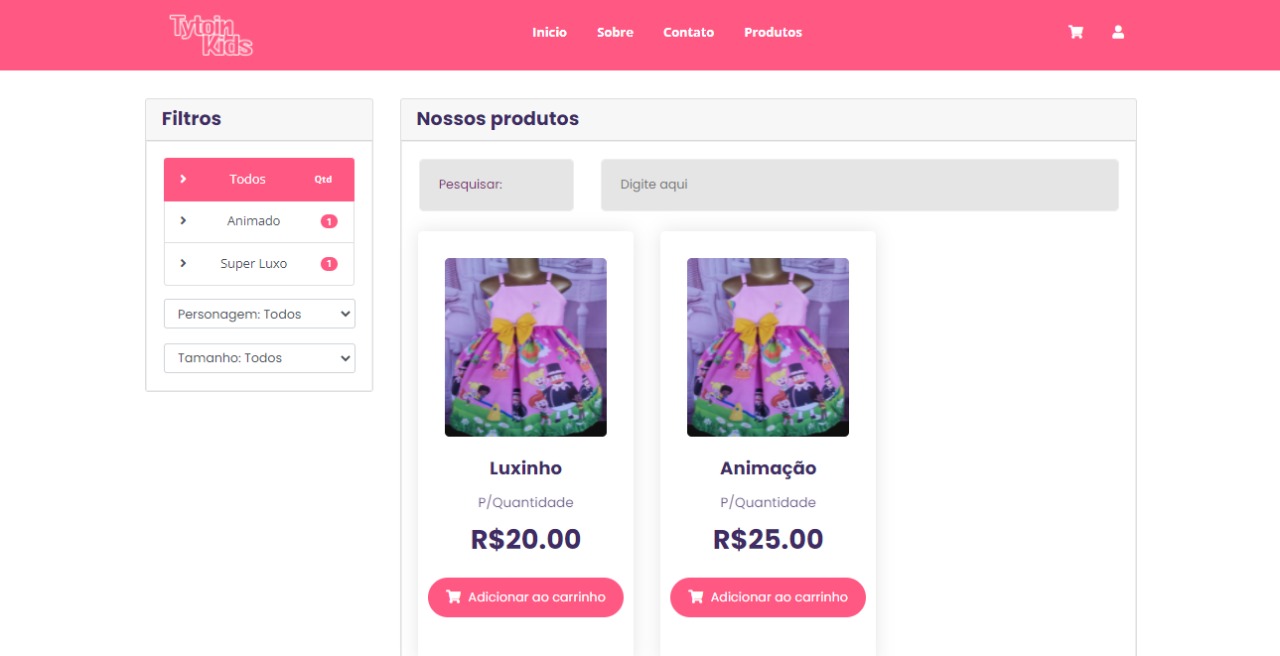 Tytoin
Kids
Inicio Sobre Contato Produtos
Filtros
Todos Qtd
Animado 1
Super Luxo 1
Personagem: Todos
Tamanho: Todos
Nossos produtos
Pesquisar: Digite aqui
Luxinho
P/Quantidade
R$20.00
Adicionar ao carrinho
Animação
P/Quantidade
R$25.00
Adicionar ao carrinho